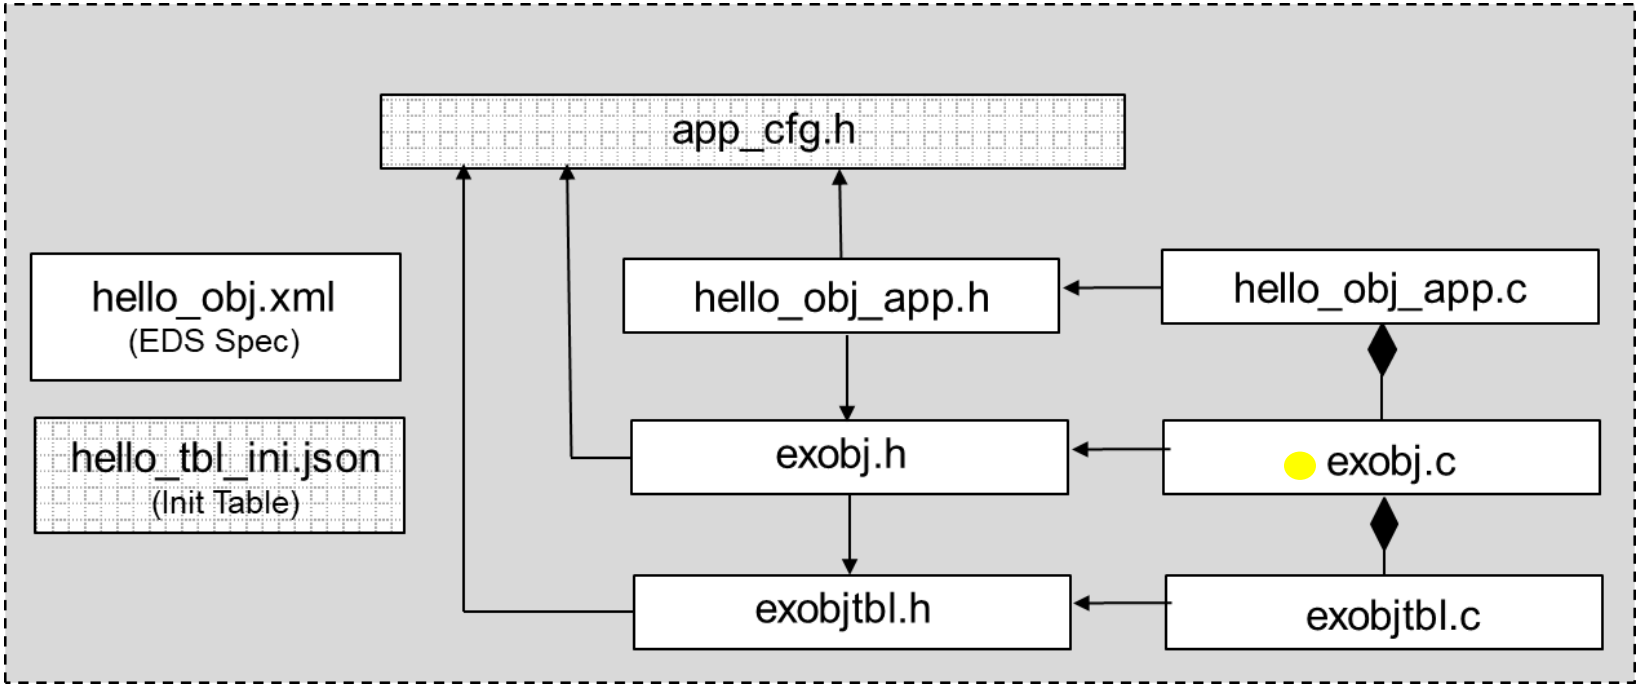 app_cfg.h
hello_obj.xml
(EDS Spec)
hello_obj_app.h
hello_obj_app.c
hello_tbl_ini.json
(Init Table)
exobj.h
exobj.c
exobjtbl.h
exobjtbl.c